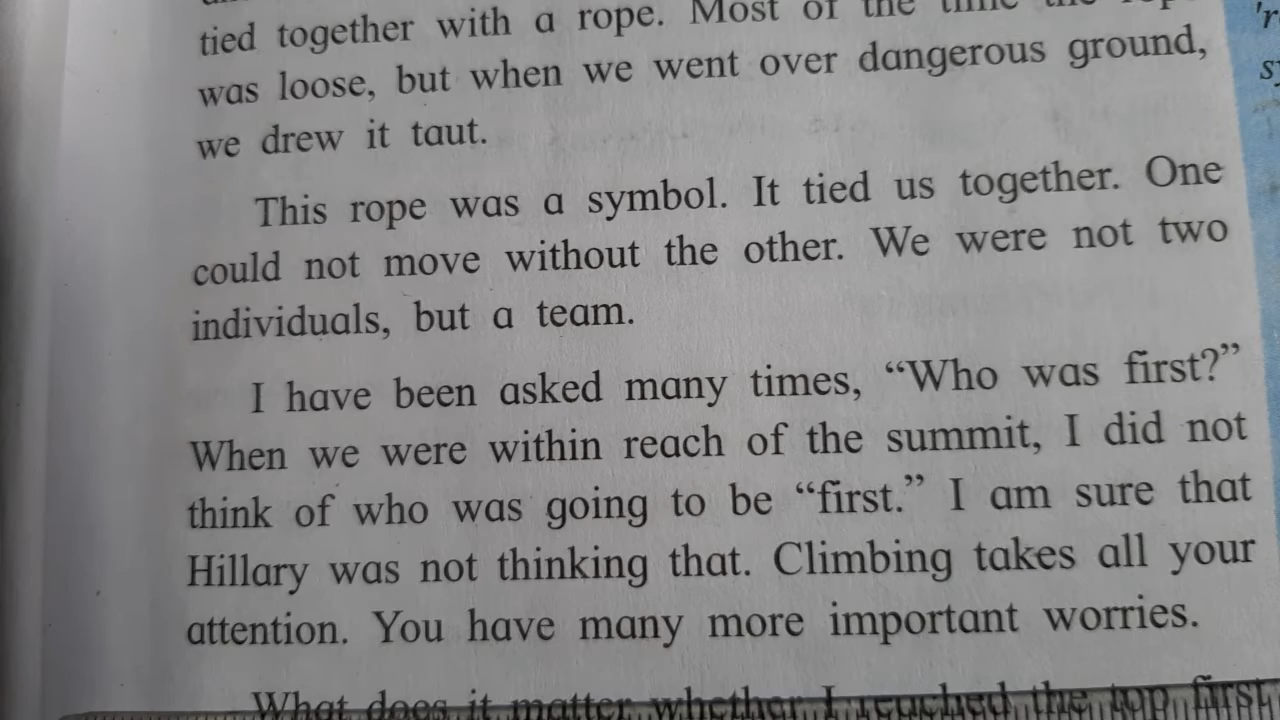 tied together with a rope. Most of the time the
was loose, but when we went over dangerous ground,
we drew it taut.
This rope was a symbol. It tied us together. One
could not move without the other. We were not two
individuals, but a team.
I have been asked many times, “Who was first?”
When we were within reach of the summit, I did not
think of who was going to be “first.” I am sure that
Hillary was not thinking that. Climbing takes all your
attention. You have many more important worries.
What does it matter whether I reached the top first